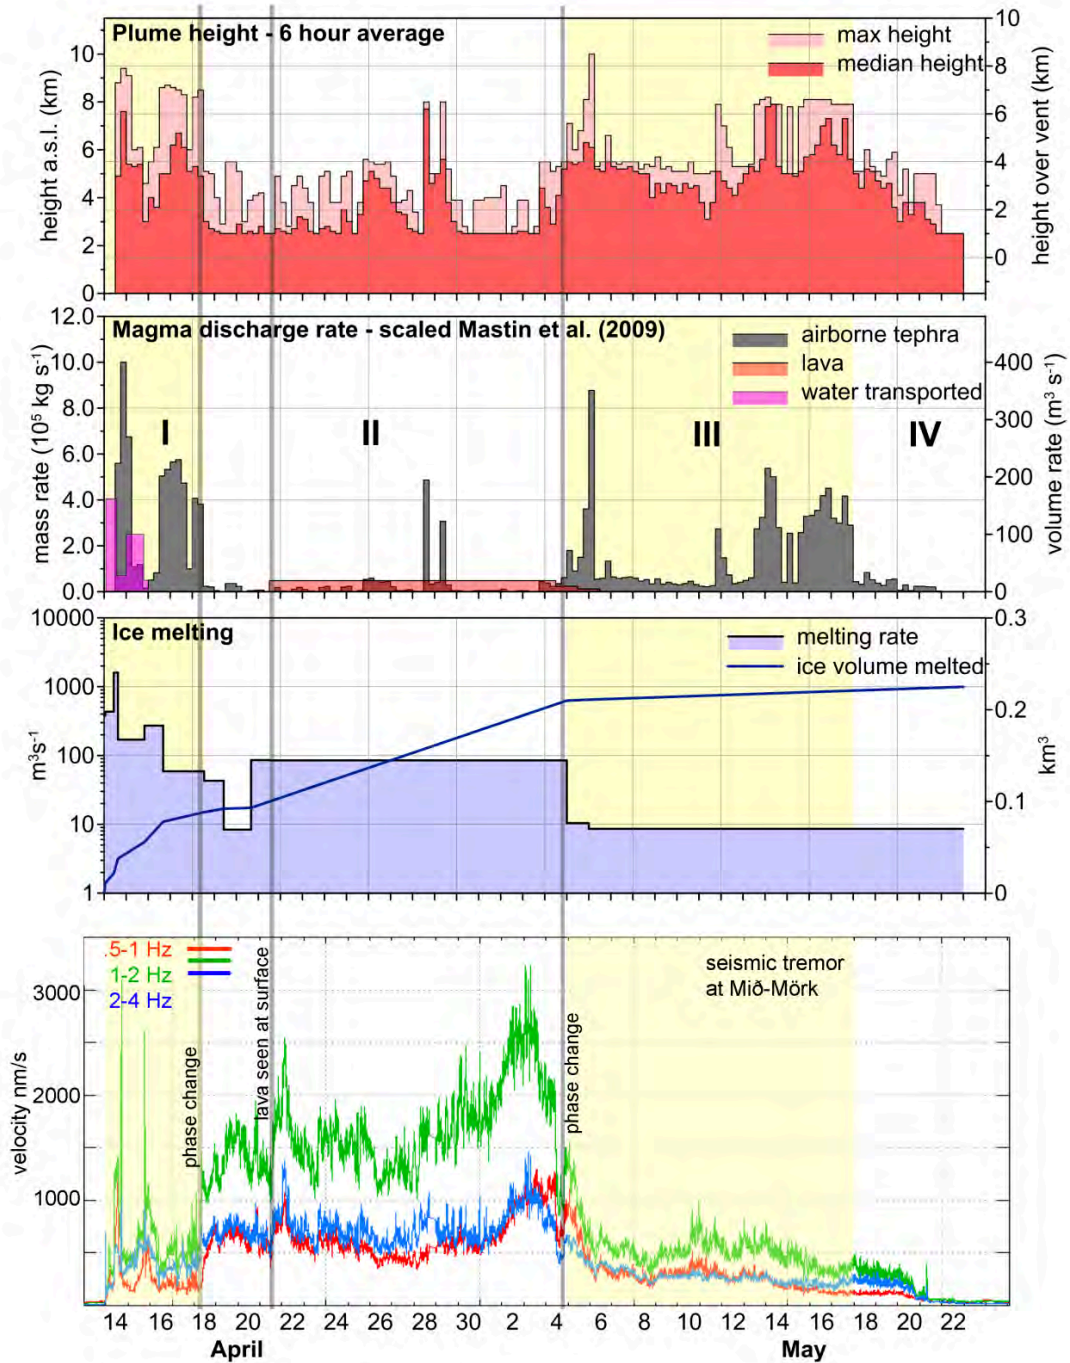 Plume height - 6 hour average
max height
median height
height a.s.l. (km)
10
8
6
4
2
0
height over vent (km)
10
8
6
4
2
0
Magma discharge rate - scaled Mastin et al. (2009)
airborne tephra
lava
water transported
mass rate (10⁵ kg s⁻¹)
12.0
10.0
8.0
6.0
4.0
2.0
0.0
I
II
III
IV
volume rate (m³ s⁻¹)
400
300
200
100
0
Ice melting
melting rate
ice volume melted
m³s⁻¹
10000
1000
100
10
1
km³
0.3
0.2
0.1
0
.5-1 Hz
1-2 Hz
2-4 Hz
seismic tremor
at Mið-Mörk
velocity nm/s
3000
2000
1000
phase change
lava seen at surface
phase change
14 16 18 20 22 24 26 28 30 2 4 6 8 10 12 14 16 18 20 22
April May